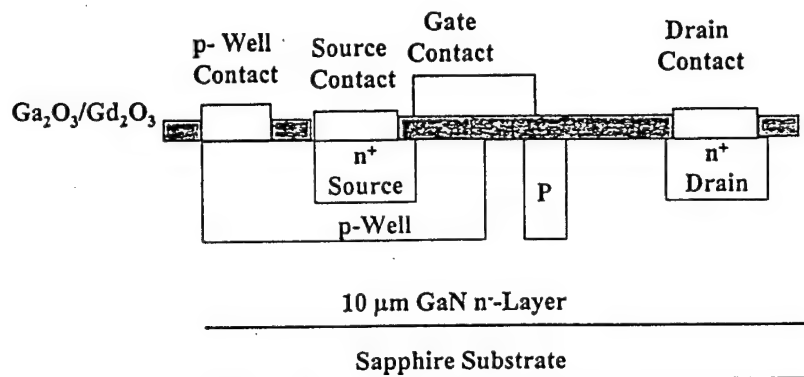 p- Well
Contact
Source
Contact
Gate
Contact
Drain
Contact
Ga₂O₃/Gd₂O₃
n⁺
Source
p-Well
P
n⁺
Drain
10 μm GaN n⁻-Layer
Sapphire Substrate